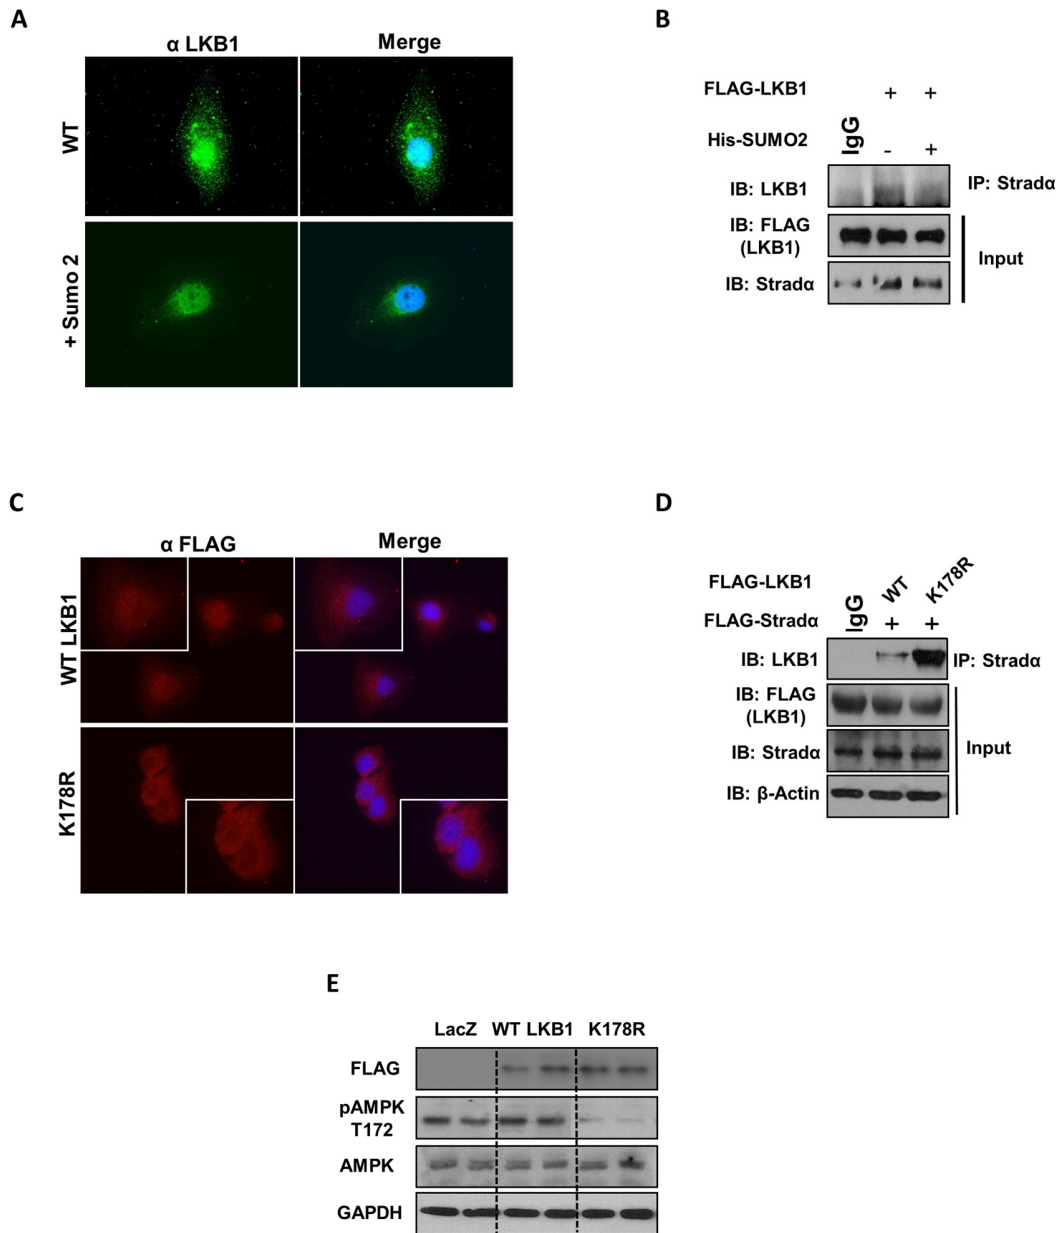 A
α LKB1 Merge
WT
+ Sumo 2
B
FLAG-LKB1 + +
His-SUMO2 IgG - +
IB: LKB1 IP: Stradα
IB: FLAG
(LKB1)
IB: Stradα
Input
C
α FLAG Merge
WT LKB1
K178R
D
FLAG-LKB1 WT K178R
FLAG-Stradα IgG + +
IB: LKB1 IP: Stradα
IB: FLAG
(LKB1)
IB: Stradα
IB: β-Actin
Input
E
LacZ WT LKB1 K178R
FLAG
pAMPK
T172
AMPK
GAPDH